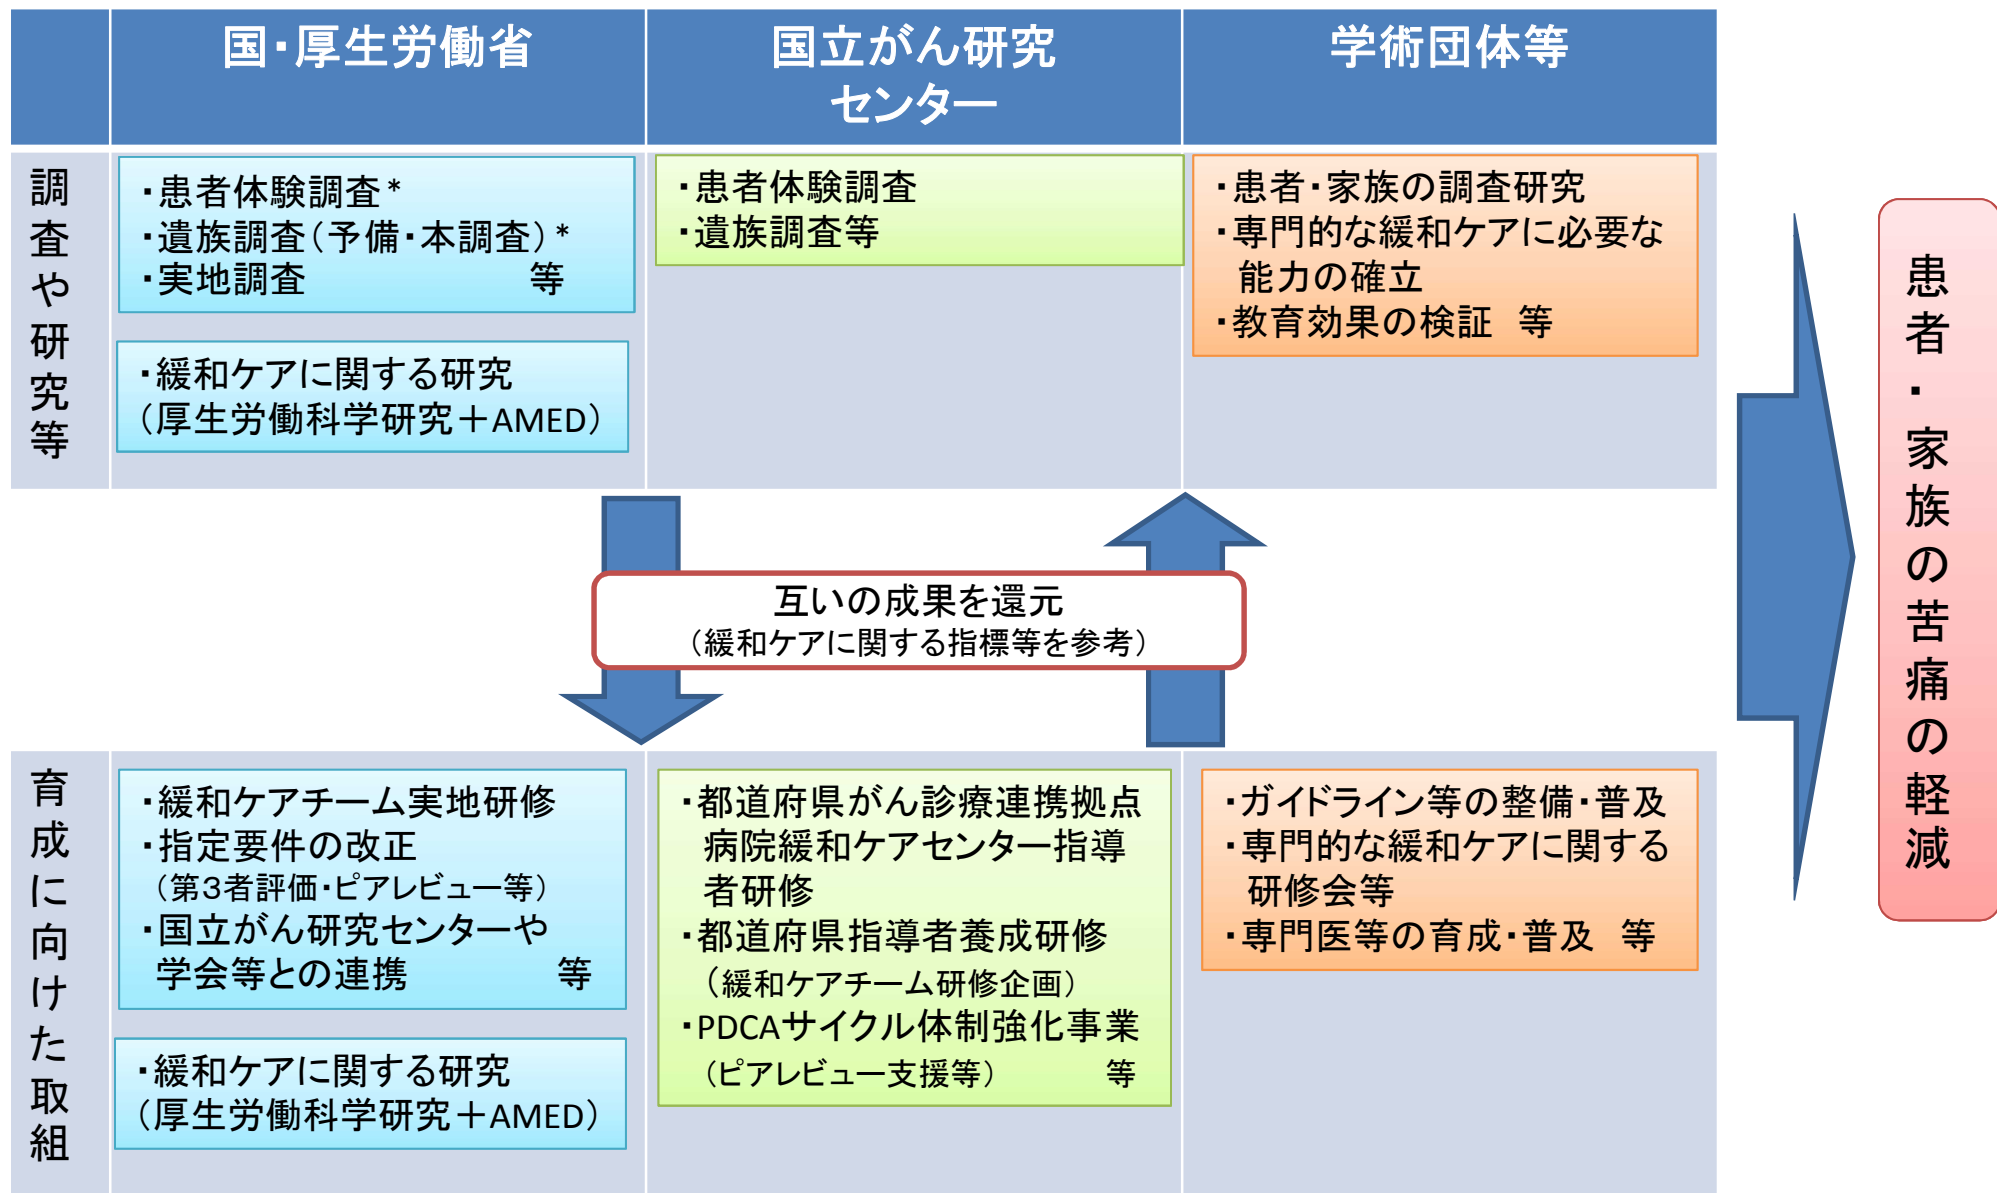 国・厚生労働省
国立がん研究
センター
学術団体等
調査や研究等
・患者体験調査*
・遺族調査(予備・本調査)*
・実地調査 等
・緩和ケアに関する研究
(厚生労働科学研究+AMED)
・患者体験調査
・遺族調査等
・患者・家族の調査研究
・専門的な緩和ケアに必要な
能力の確立
・教育効果の検証 等
互いの成果を還元
(緩和ケアに関する指標等を参考)
育成に向けた取組
・緩和ケアチーム実地研修
・指定要件の改正
(第3者評価・ピアレビュー等)
・国立がん研究センターや
学会等との連携 等
・緩和ケアに関する研究
(厚生労働科学研究+AMED)
・都道府県がん診療連携拠点
病院緩和ケアセンター指導
者研修
・都道府県指導者養成研修
(緩和ケアチーム研修企画)
・PDCAサイクル体制強化事業
(ピアレビュー支援等) 等
・ガイドライン等の整備・普及
・専門的な緩和ケアに関する
研修会等
・専門医等の育成・普及 等
患者・家族の苦痛の軽減